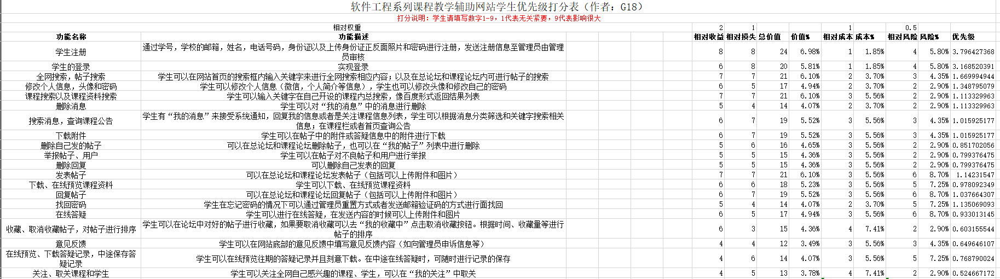 软件工程系列课程教学辅助网站学生优先级打分表（作者：G18）
打分说明：学生请填写数字1-9，1代表无关紧要，9代表影响很大
相对权重 2 1 1 0.5
功能名称 功能描述 相对收益 相对损失 总价值 价值% 相对成本 成本% 相对风险 风险% 优先级
学生注册 通过学号，学校的邮箱，姓名，电话号码，身份证以及上传身份证正反面照片和密码进行注册，发送注册信息至管理员由管理
员审核 8 8 24 6.98% 1 1.85% 4 5.80% 3.796427368
学生的登录 实现登录 6 8 20 5.81% 1 1.85% 4 5.80% 3.168520391
全网搜索，帖子搜索 学生可以在网站首页的搜索框内输入关键字来进行全网搜索相应内容；以及在总论坛和课程论坛内可进行帖子的搜索 7 7 21 6.10% 2 3.70% 3 4.35% 1.669994944
修改个人信息，头像和密码 学生可以修改个人信息（微信，个人简介等信息），学生也可以修改头像和修改自己的密码 6 5 17 4.94% 2 3.70% 2 2.90% 1.348795079
课程搜索以及课程资料搜索 学生可以输入关键字在自己开设的课程内总搜索，像百度形式返回结果列表 7 7 21 6.10% 3 5.56% 2 2.90% 1.113329963
删除消息 学生可以对“我的消息”中的消息进行删除 5 4 14 4.07% 2 3.70% 2 2.90% 1.113329963
搜索消息，查询课程公告 学生有“我的消息”来接受系统通知，回复我的信息或者是关注课程信息列表，学生可以根据消息分类筛选和关键字搜索相关
信息；在课程栏或者首页查询公告 6 7 19 5.52% 3 5.56% 3 4.35% 1.015925177
下载附件 学生可以在帖子中的附件或答疑信息中的附件进行下载 6 7 19 5.52% 3 5.56% 3 4.35% 1.015925177
删除自己发的帖子 可以在总论坛和课程论坛删除帖子，也可以在“我的帖子”列表中进行删除 5 6 16 4.65% 3 5.56% 2 2.90% 0.851702056
举报帖子、用户 学生可以在帖子对不良帖子和用户进行举报 5 5 15 4.36% 3 5.56% 2 2.90% 0.799376475
删除回复 可以删除自己发表的回复 5 5 15 4.36% 3 5.56% 2 2.90% 0.799376475
发表帖子 可以在总论坛和课程论坛发表帖子（包括可以上传附件和图片） 7 7 21 6.10% 3 5.56% 6 8.70% 1.14231547
下载、在线预览课程资料 学生可以下载、在线预览课程资料 6 6 18 5.23% 3 5.56% 5 7.25% 0.978092349
回复帖子 可以在总论坛和课程论坛回复帖子（包括可以上传附件和图片） 6 7 19 5.52% 3 5.56% 6 8.70% 1.037664307
找回密码 学生在忘记密码的情况下可以通过管理员重置方式或者发送邮箱验证码的方式进行面找回 5 4 14 4.07% 2 3.70% 5 7.25% 1.135069093
在线答疑 学生可以进行在线答疑，在发送内容的时候可以上传附件和图片 6 5 17 4.94% 3 5.56% 6 8.70% 0.933013145
收藏、取消收藏帖子，对帖子进行排序 学生可以在论坛中对好的帖子进行收藏，如果要取消收藏可以去“我的收藏中”点击取消收藏按钮。根据时间、收藏量等进行
帖子的排序 6 3 15 4.36% 4 7.41% 2 2.90% 0.603155544
意见反馈 学生可以在网站底部的意见反馈中填写意见反馈内容（如向管理员申诉信息等） 4 4 12 3.49% 3 5.56% 3 4.35% 0.649646107
在线预览、下载答疑记录，中途保存答
疑记录 学生可以在线预览往期的答疑记录并且刻意下载。在中途在线答疑时，可随时进行记录的保存 4 6 14 4.07% 3 5.56% 5 7.25% 0.768790024
关注、取关课程和学生 学生可以关注全网自己感兴趣的课程、学生，可以在“我的关注”中取关 4 5 13 3.78% 4 7.41% 2 2.90% 0.524667172